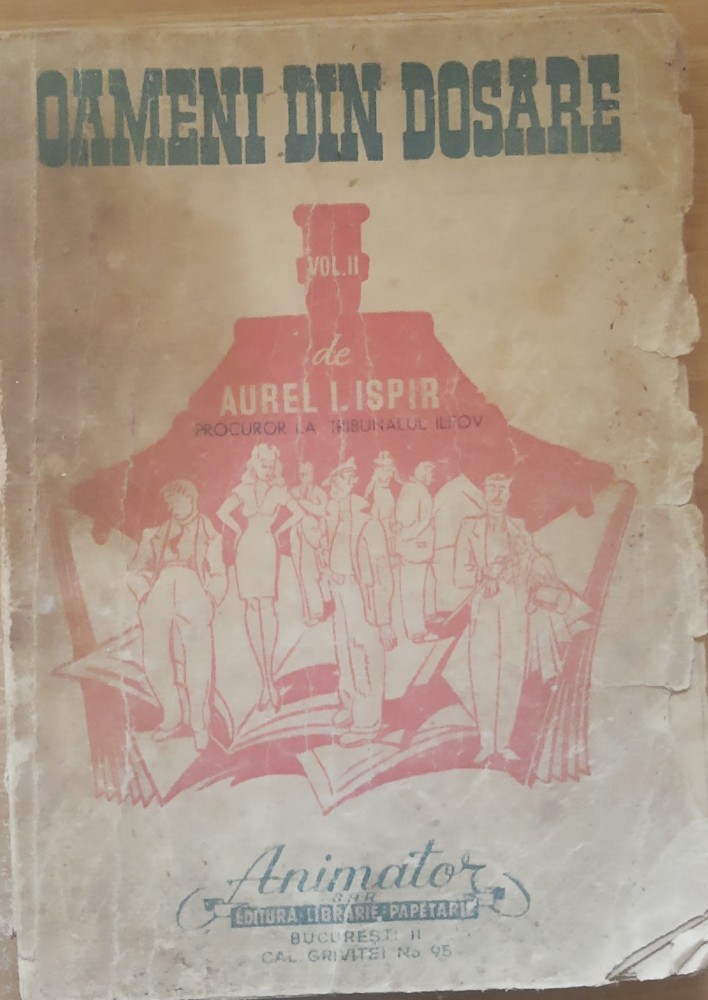 OAMENI DIN DOSARE
VOL. II
de
AUREL I. ISPIR
PROCUROR LA TRIBUNALUL ILFOV
Animator
S.A.R.
EDITURA-LIBRARIE-PAPETARIE
BUCUREȘTI II
CAL. GRIVIȚEI No 95